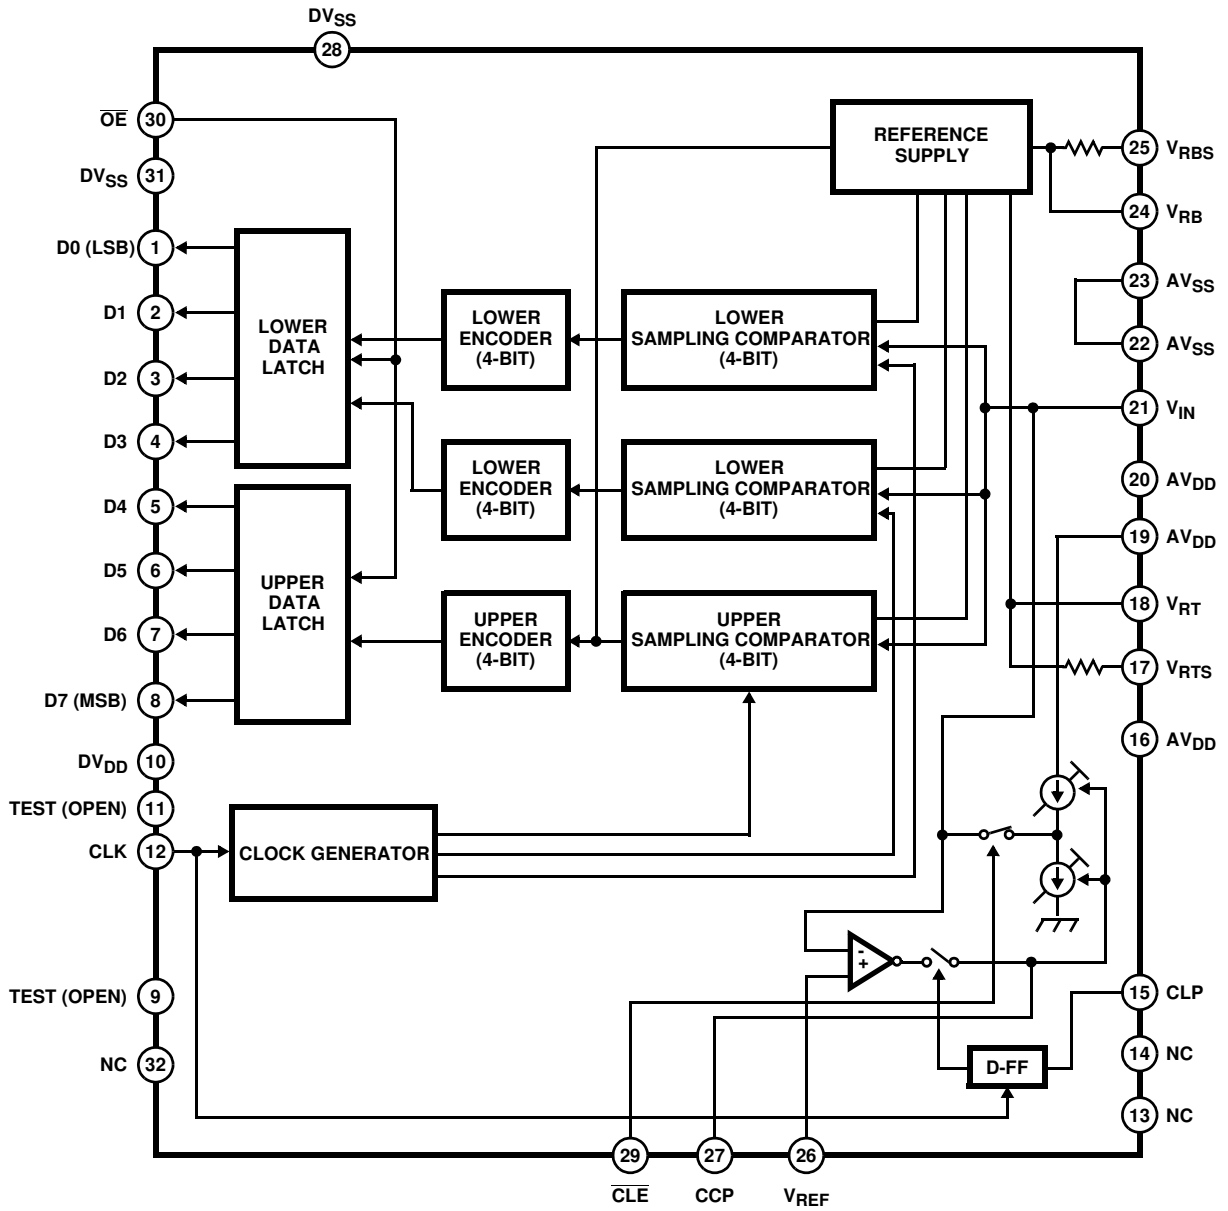 DVSS
28
OE
30
DVSS
31
D0 (LSB)
1
D1
2
D2
3
D3
4
D4
5
D5
6
D6
7
D7 (MSB)
8
DVDD
10
TEST (OPEN)
11
CLK
12
TEST (OPEN)
9
NC
32
LOWER
DATA
LATCH
UPPER
DATA
LATCH
LOWER
ENCODER
(4-BIT)
LOWER
ENCODER
(4-BIT)
UPPER
ENCODER
(4-BIT)
LOWER
SAMPLING COMPARATOR
(4-BIT)
LOWER
SAMPLING COMPARATOR
(4-BIT)
UPPER
SAMPLING COMPARATOR
(4-BIT)
REFERENCE
SUPPLY
CLOCK GENERATOR
-
+
D-FF
25
VRBS
24
VRB
23
AVSS
22
AVSS
21
VIN
20
AVDD
19
AVDD
18
VRT
17
VRTS
16
AVDD
15
CLP
14
NC
13
NC
29
CLE
27
CCP
26
VREF